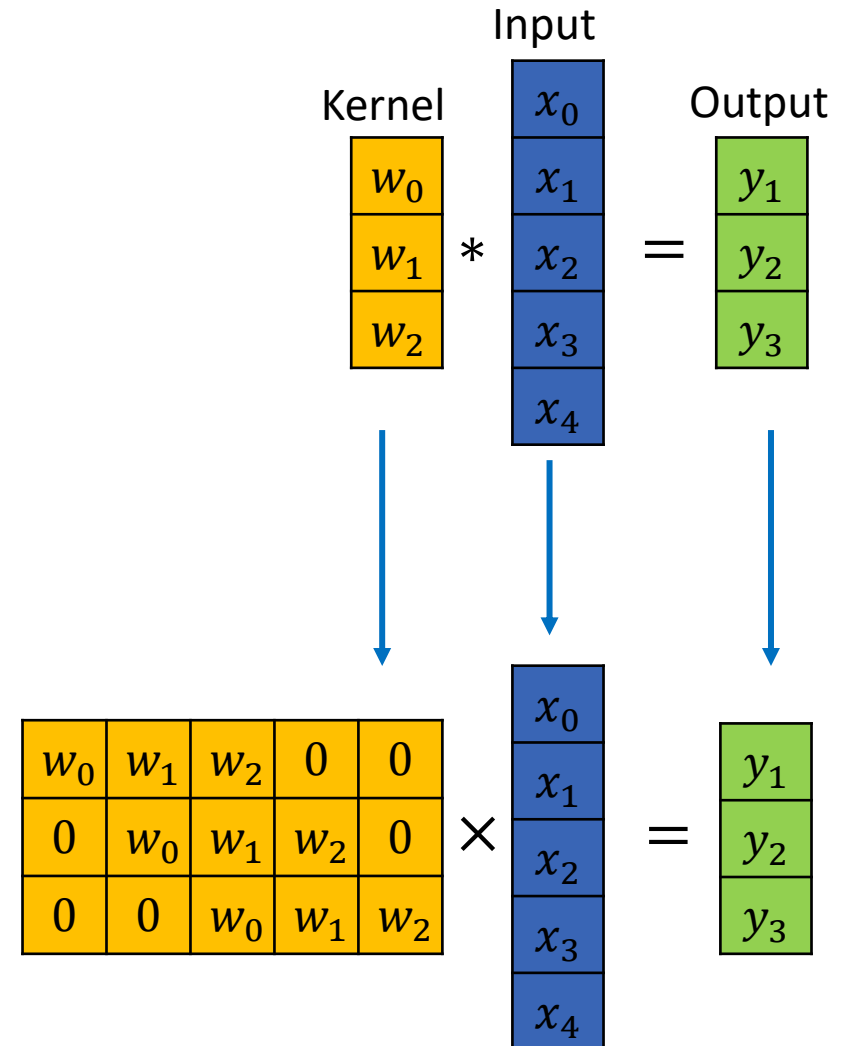 Input
Kernel x₀ Output
w₀ x₁ y₁
w₁ * x₂ = y₂
w₂ x₃ y₃
x₄
x₀
w₀ w₁ w₂ 0 0 x₁ y₁
0 w₀ w₁ w₂ 0 × x₂ = y₂
0 0 w₀ w₁ w₂ x₃ y₃
x₄